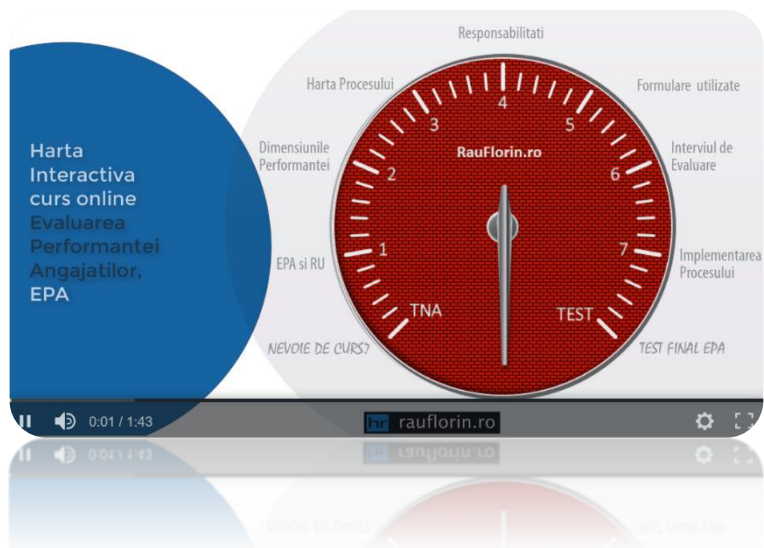 Harta
Interactiva
curs online
Evaluarea
Performantei
Angajatilor,
EPA
Responsabilitati
Harta Procesului
Formulare utilizate
Dimensiunile
Performantei
Interviul de
Evaluare
EPA si RU
Implementarea
Procesului
NEVOIE DE CURS?
TEST FINAL EPA
RauFlorin.ro
TNA
1
2
3
4
5
6
7
TEST
0:01 / 1:43
hr rauflorin.ro